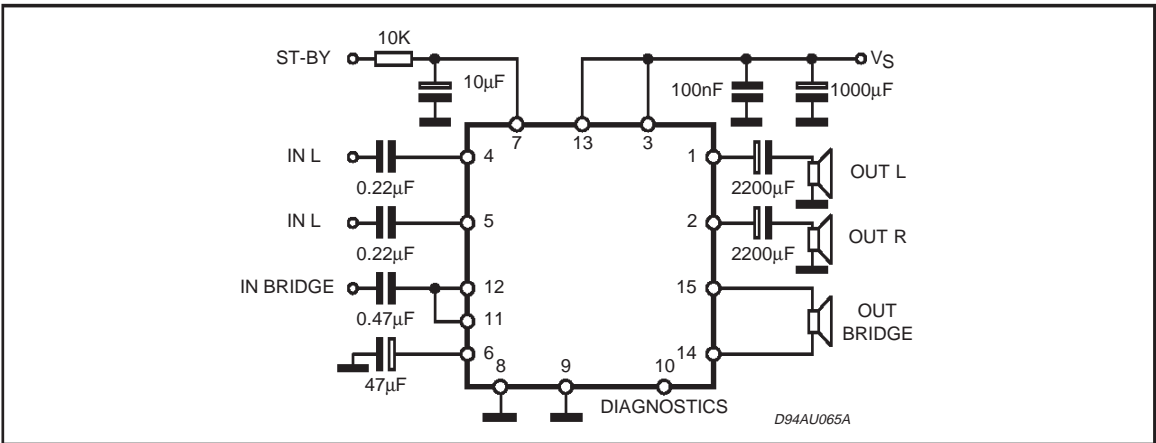 10K
ST-BY
VS
10µF
100nF
1000µF
7
13
3
IN L
4
1
0.22µF
2200µF
OUT L
IN L
5
2
0.22µF
2200µF
OUT R
IN BRIDGE
12
15
0.47µF
11
OUT
BRIDGE
6
14
47µF
8
9
10
DIAGNOSTICS
D94AU065A